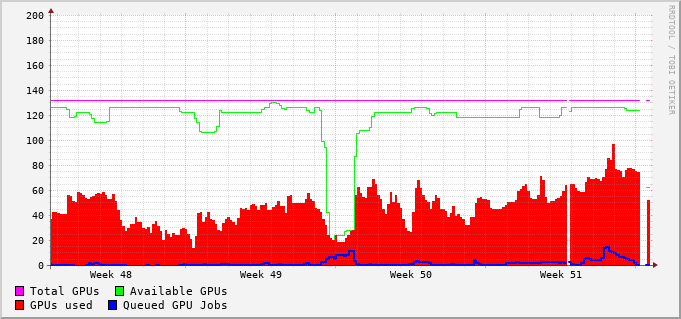 200
180
160
140
120
100
80
60
40
20
0
Week 48 Week 49 Week 50 Week 51
Total GPUs Available GPUs
GPUs used Queued GPU Jobs
RRDTOOL / TOBI OETIKER